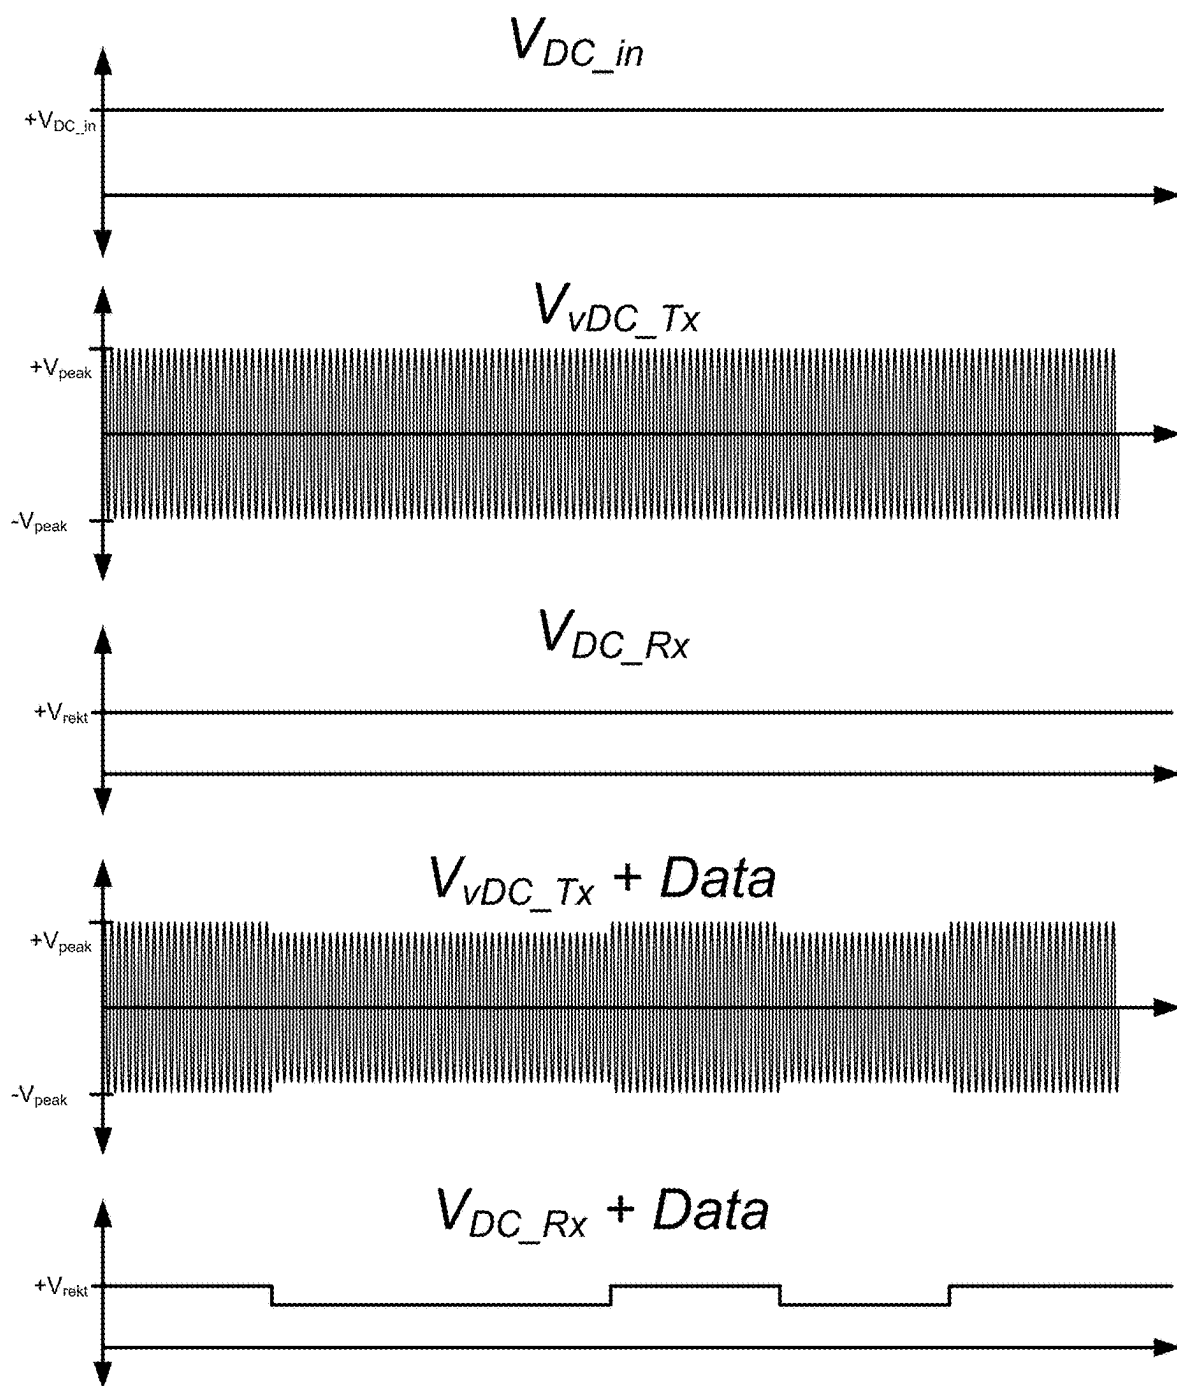 V_DC_in
+V_DC_in
V_vDC_Tx
+V_peak
-V_peak
V_DC_Rx
+V_rekt
V_vDC_Tx + Data
+V_peak
-V_peak
V_DC_Rx + Data
+V_rekt